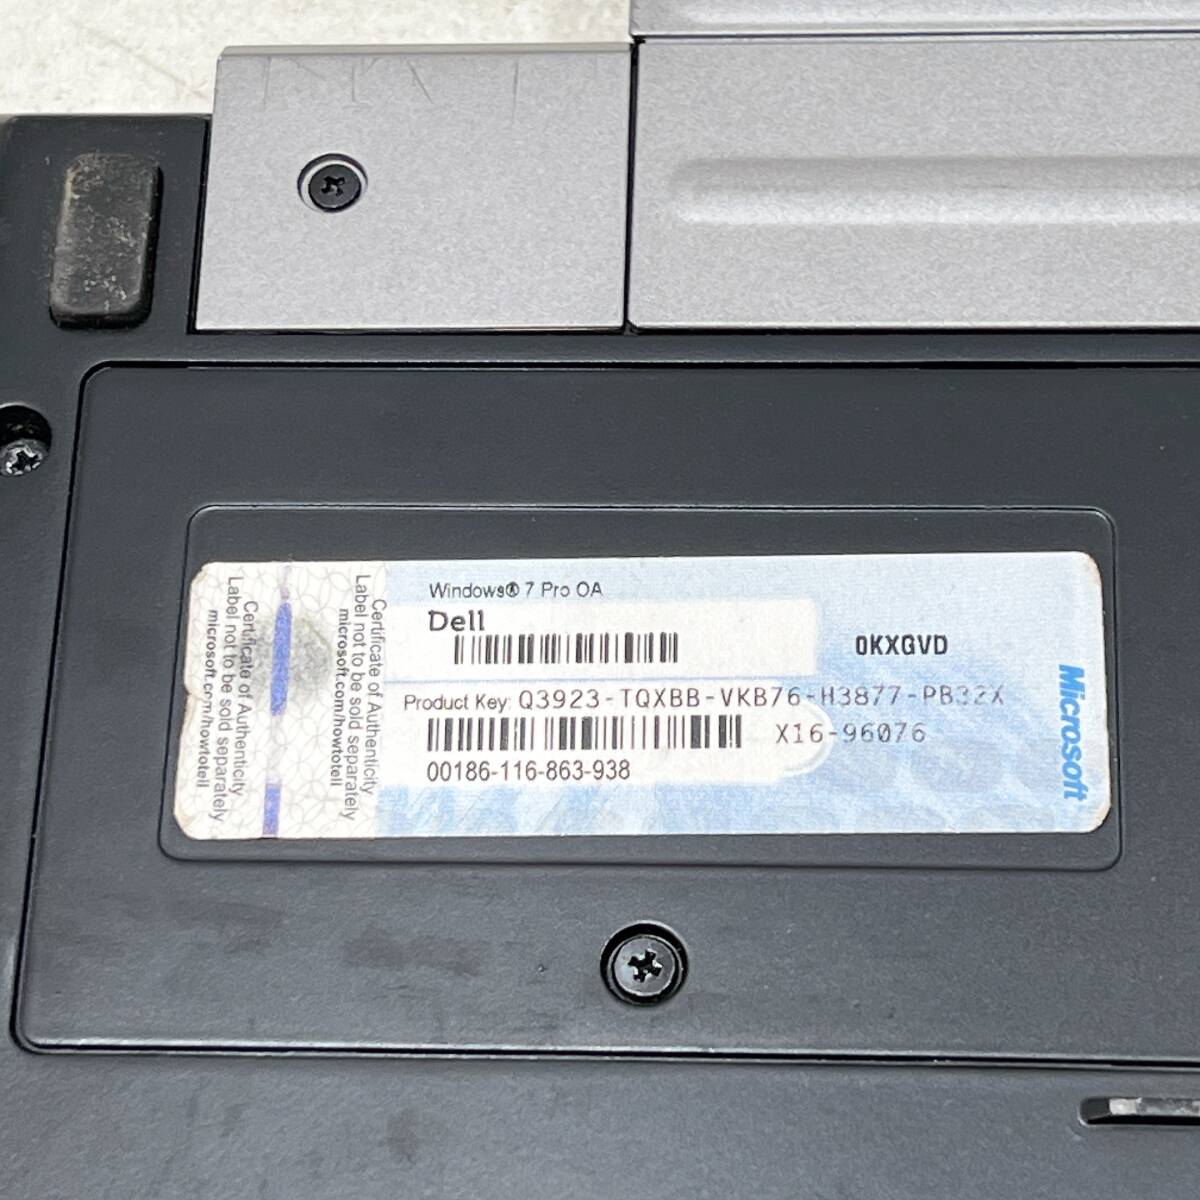 Windows® 7 Pro OA
Dell
0KXGVD
Product Key: Q3923-TQXBB-VKB76-H3877-PB32X
X16-96076
00186-116-863-938
Microsoft
Certificate of Authenticity
Label not to be sold separately
microsoft.com/howtotell
Certificate of Authenticity
Label not to be sold separately
microsoft.com/howtotell